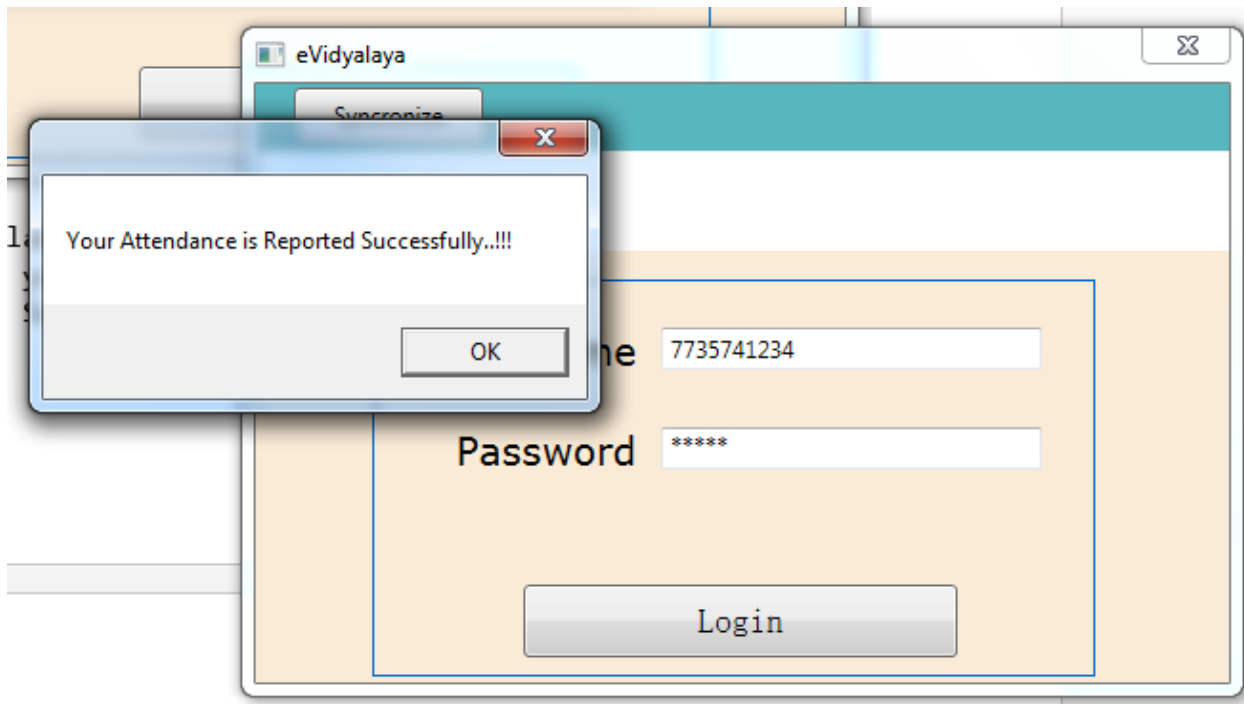 eVidyalaya
Syncronize
Your Attendance is Reported Successfully..!!!
OK
7735741234
Password
*****
Login